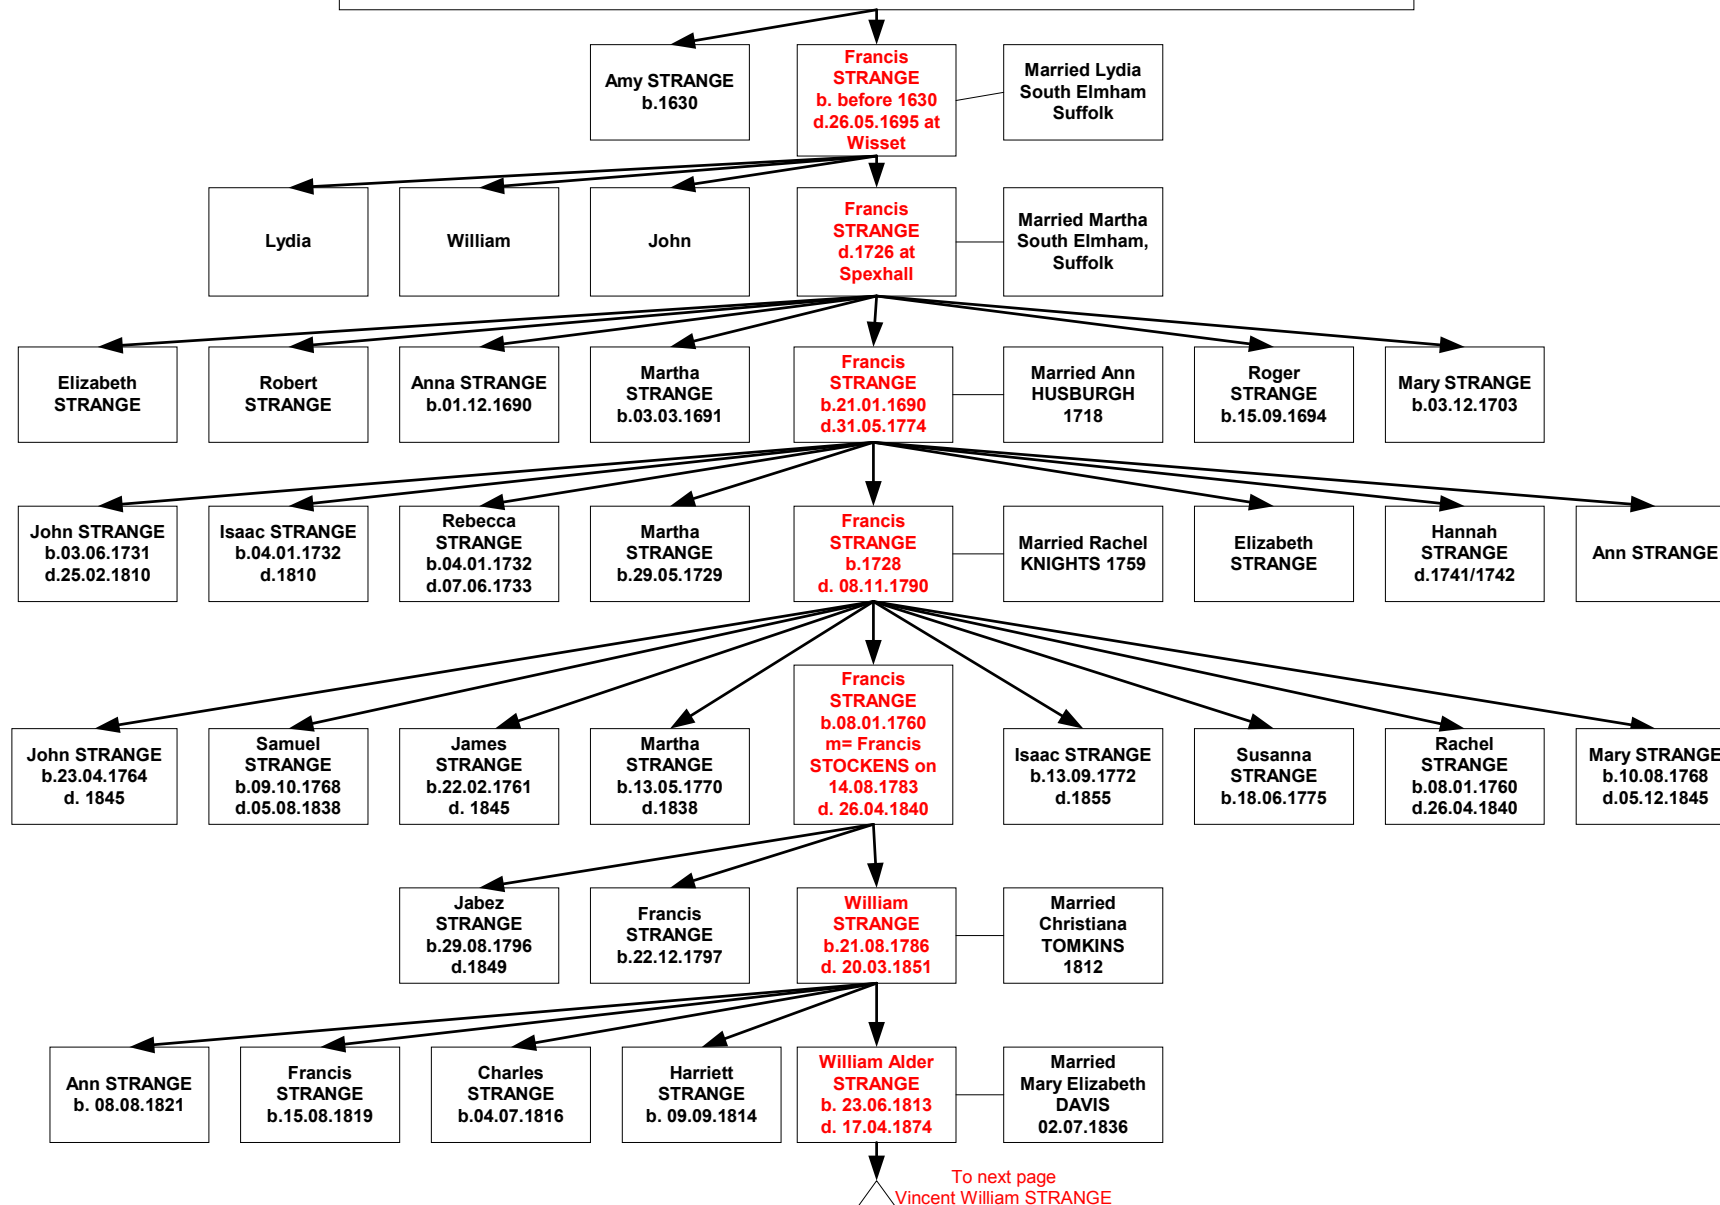 Amy STRANGE
b.1630
Francis
STRANGE
b. before 1630
d.26.05.1695 at
Wisset
Married Lydia
South Elmham
Suffolk
Lydia
William
John
Francis
STRANGE
d.1726 at
Spexhall
Married Martha
South Elmham,
Suffolk
Elizabeth
STRANGE
Robert
STRANGE
Anna STRANGE
b.01.12.1690
Martha
STRANGE
b.03.03.1691
Francis
STRANGE
b.21.01.1690
d.31.05.1774
Married Ann
HUSBURGH
1718
Roger
STRANGE
b.15.09.1694
Mary STRANGE
b.03.12.1703
John STRANGE
b.03.06.1731
d.25.02.1810
Isaac STRANGE
b.04.01.1732
d.1810
Rebecca
STRANGE
b.04.01.1732
d.07.06.1733
Martha
STRANGE
b.29.05.1729
Francis
STRANGE
b.1728
d. 08.11.1790
Married Rachel
KNIGHTS 1759
Elizabeth
STRANGE
Hannah
STRANGE
d.1741/1742
Ann STRANGE
John STRANGE
b.23.04.1764
d. 1845
Samuel
STRANGE
b.09.10.1768
d.05.08.1838
James
STRANGE
b.22.02.1761
d. 1845
Martha
STRANGE
b.13.05.1770
d.1838
Francis
STRANGE
b.08.01.1760
m= Francis
STOCKENS on
14.08.1783
d. 26.04.1840
Isaac STRANGE
b.13.09.1772
d.1855
Susanna
STRANGE
b.18.06.1775
Rachel
STRANGE
b.08.01.1760
d.26.04.1840
Mary STRANGE
b.10.08.1768
d.05.12.1845
Jabez
STRANGE
b.29.08.1796
d.1849
Francis
STRANGE
b.22.12.1797
William
STRANGE
b.21.08.1786
d. 20.03.1851
Married
Christiana
TOMKINS
1812
Ann STRANGE
b. 08.08.1821
Francis
STRANGE
b.15.08.1819
Charles
STRANGE
b.04.07.1816
Harriett
STRANGE
b. 09.09.1814
William Alder
STRANGE
b. 23.06.1813
d. 17.04.1874
Married
Mary Elizabeth
DAVIS
02.07.1836
To next page
Vincent William STRANGE